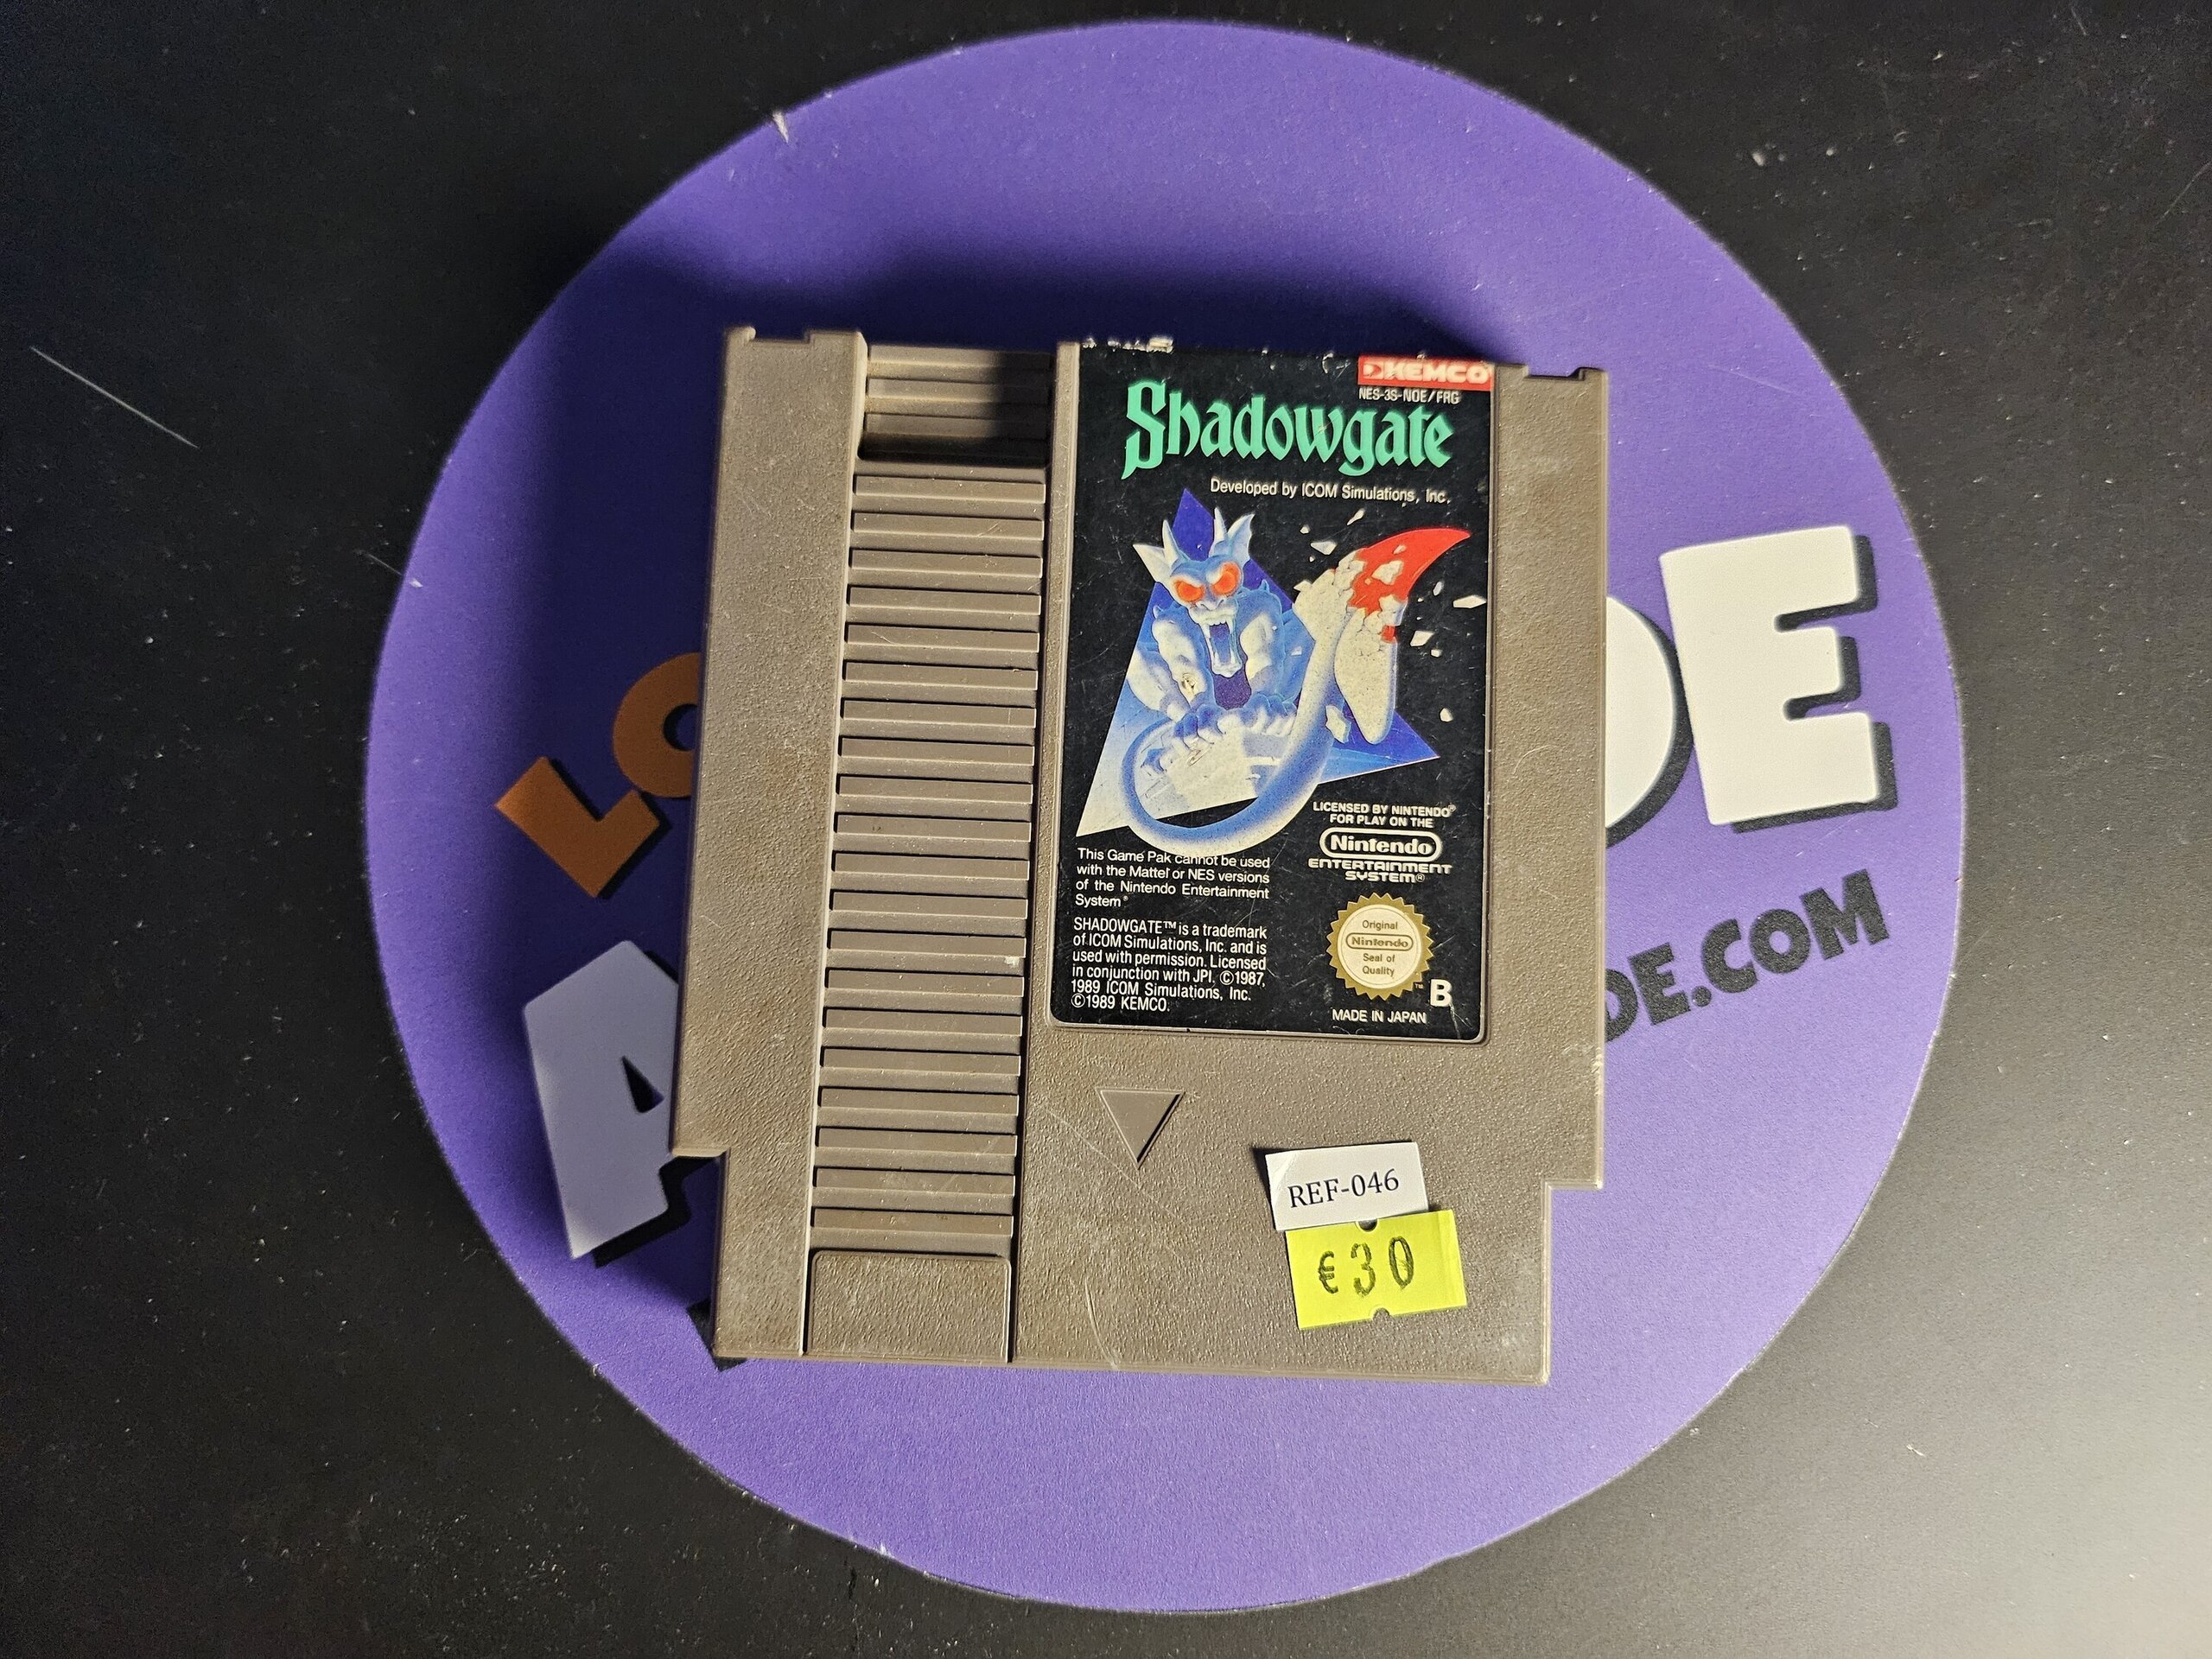 KEMCO
NES-3S-NOE/FRG
Shadowgate
Developed by ICOM Simulations, Inc.
LICENSED BY NINTENDO®
FOR PLAY ON THE
Nintendo
ENTERTAINMENT
SYSTEM®
This Game Pak cannot be used
with the Mattel or NES versions
of the Nintendo Entertainment
System®
SHADOWGATE™ is a trademark
of ICOM Simulations, Inc. and is
used with permission. Licensed
in conjunction with JPI. ©1987,
1989 ICOM Simulations, Inc.
©1989 KEMCO.
Original
Nintendo
Seal of
Quality
™
B
MADE IN JAPAN
REF-046
€30
LO
A
DE
DE.COM